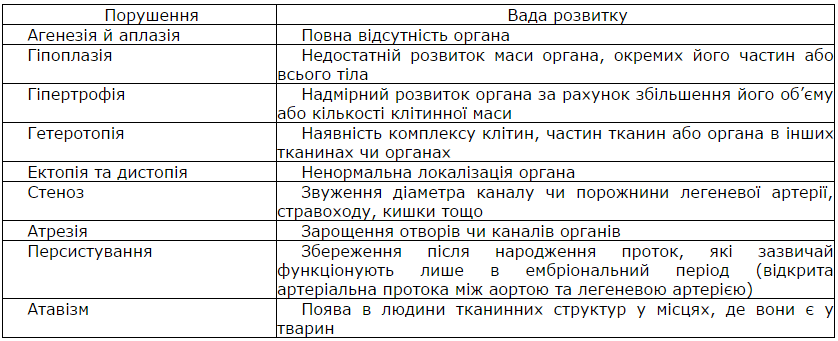 Порушення Вада розвитку
Агенезія й аплазія Повна відсутність органа
Гіпоплазія Недостатній розвиток маси органа, окремих його частин або
всього тіла
Гіпертрофія Надмірний розвиток органа за рахунок збільшення його об’єму
або кількості клітинної маси
Гетеротопія Наявність комплексу клітин, частин тканин або органа в інших
тканинах чи органах
Ектопія та дистопія Ненормальна локалізація органа
Стеноз Звуження діаметра каналу чи порожнини легеневої артерії,
стравоходу, кишки тощо
Атрезія Зарощення отворів чи каналів органів
Персистування Збереження після народження проток, які зазвичай
функціонують лише в ембріональний період (відкрита
артеріальна протока між аортою та легеневою артерією)
Атавізм Поява в людини тканинних структур у місцях, де вони є у
тварин